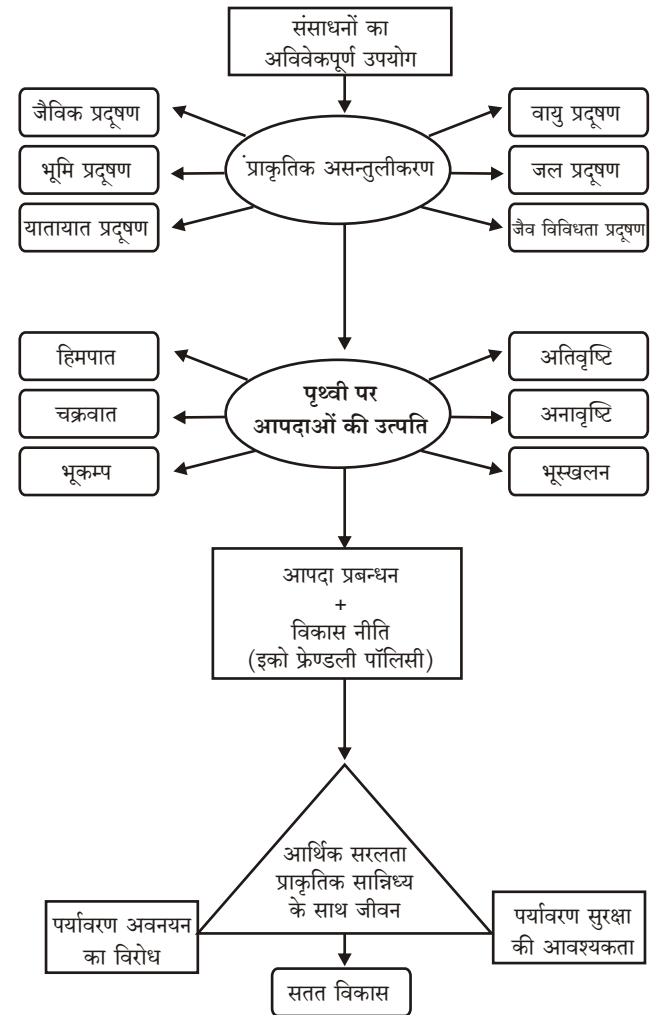 संसाधनों का
अविवेकपूर्ण उपयोग
जैविक प्रदूषण
वायु प्रदूषण
भूमि प्रदूषण
प्राकृतिक असन्तुलीकरण
जल प्रदूषण
यातायात प्रदूषण
जैव विविधता प्रदूषण
हिमपात
अतिवृष्टि
पृथ्वी पर
आपदाओं की उत्पति
चक्रवात
अनावृष्टि
भूकम्प
भूस्खलन
आपदा प्रबन्धन
+
विकास नीति
(इको फ्रेण्डली पॉलिसी)
आर्थिक सरलता
प्राकृतिक सान्निध्य
के साथ जीवन
पर्यावरण अवनयन
का विरोध
पर्यावरण सुरक्षा
की आवश्यकता
सतत विकास